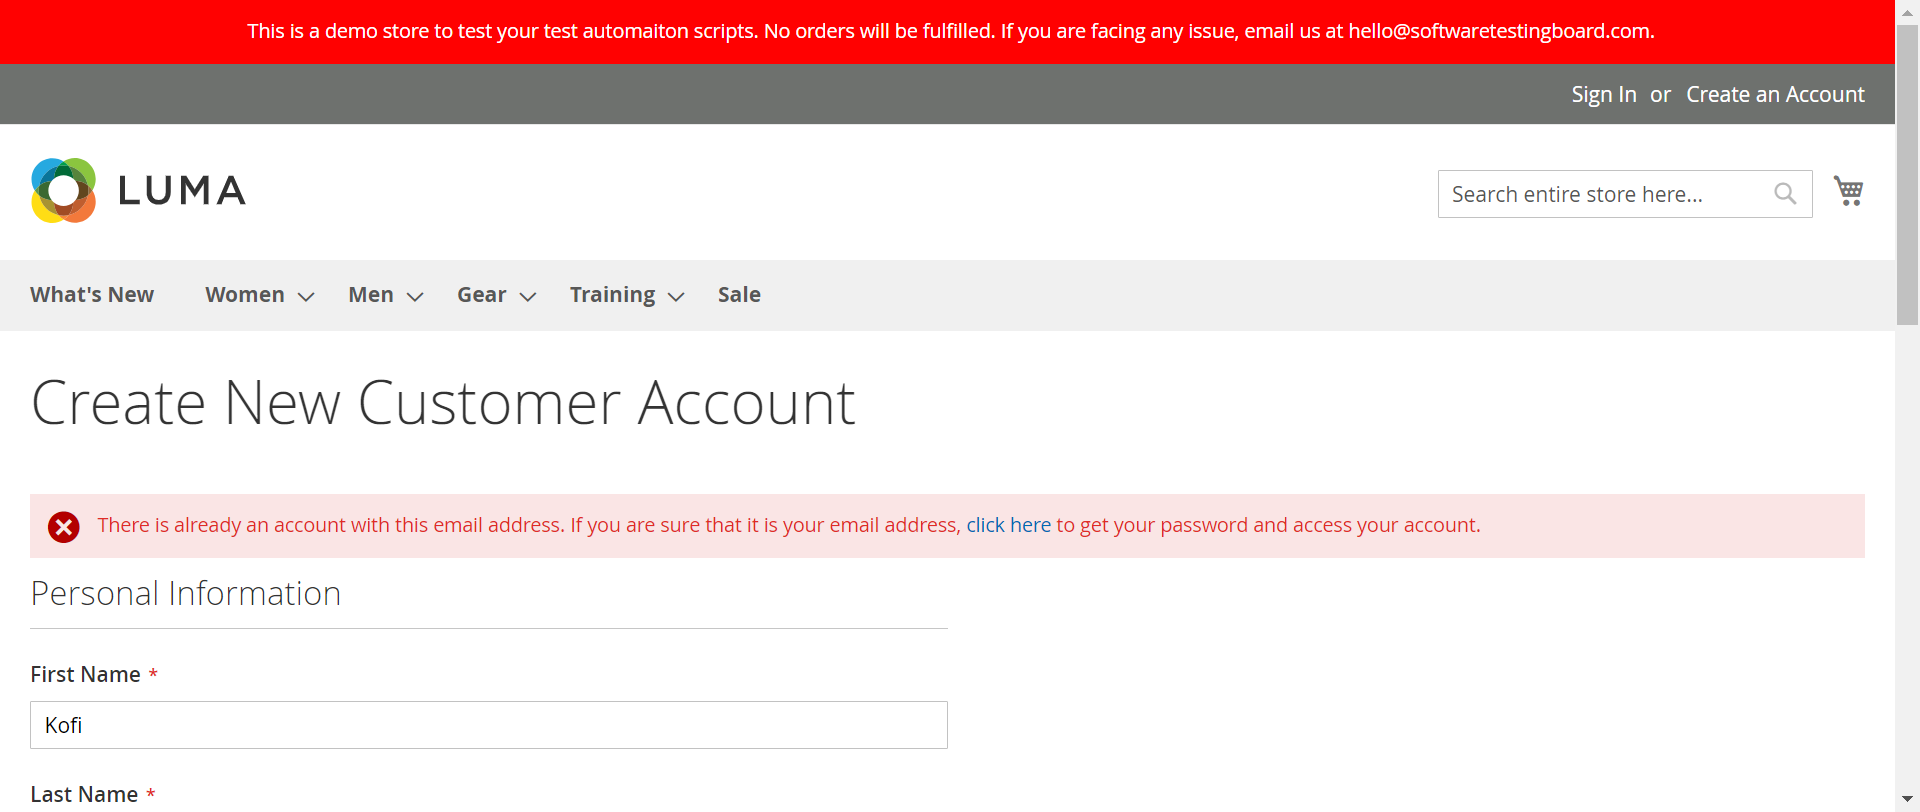 This is a demo store to test your test automaiton scripts. No orders will be fulfilled. If you are facing any issue, email us at hello@softwaretestingboard.com.
Sign In or Create an Account
LUMA
Search entire store here...
What's New Women Men Gear Training Sale
Create New Customer Account
There is already an account with this email address. If you are sure that it is your email address, click here to get your password and access your account.
Personal Information
First Name *
Kofi
Last Name *